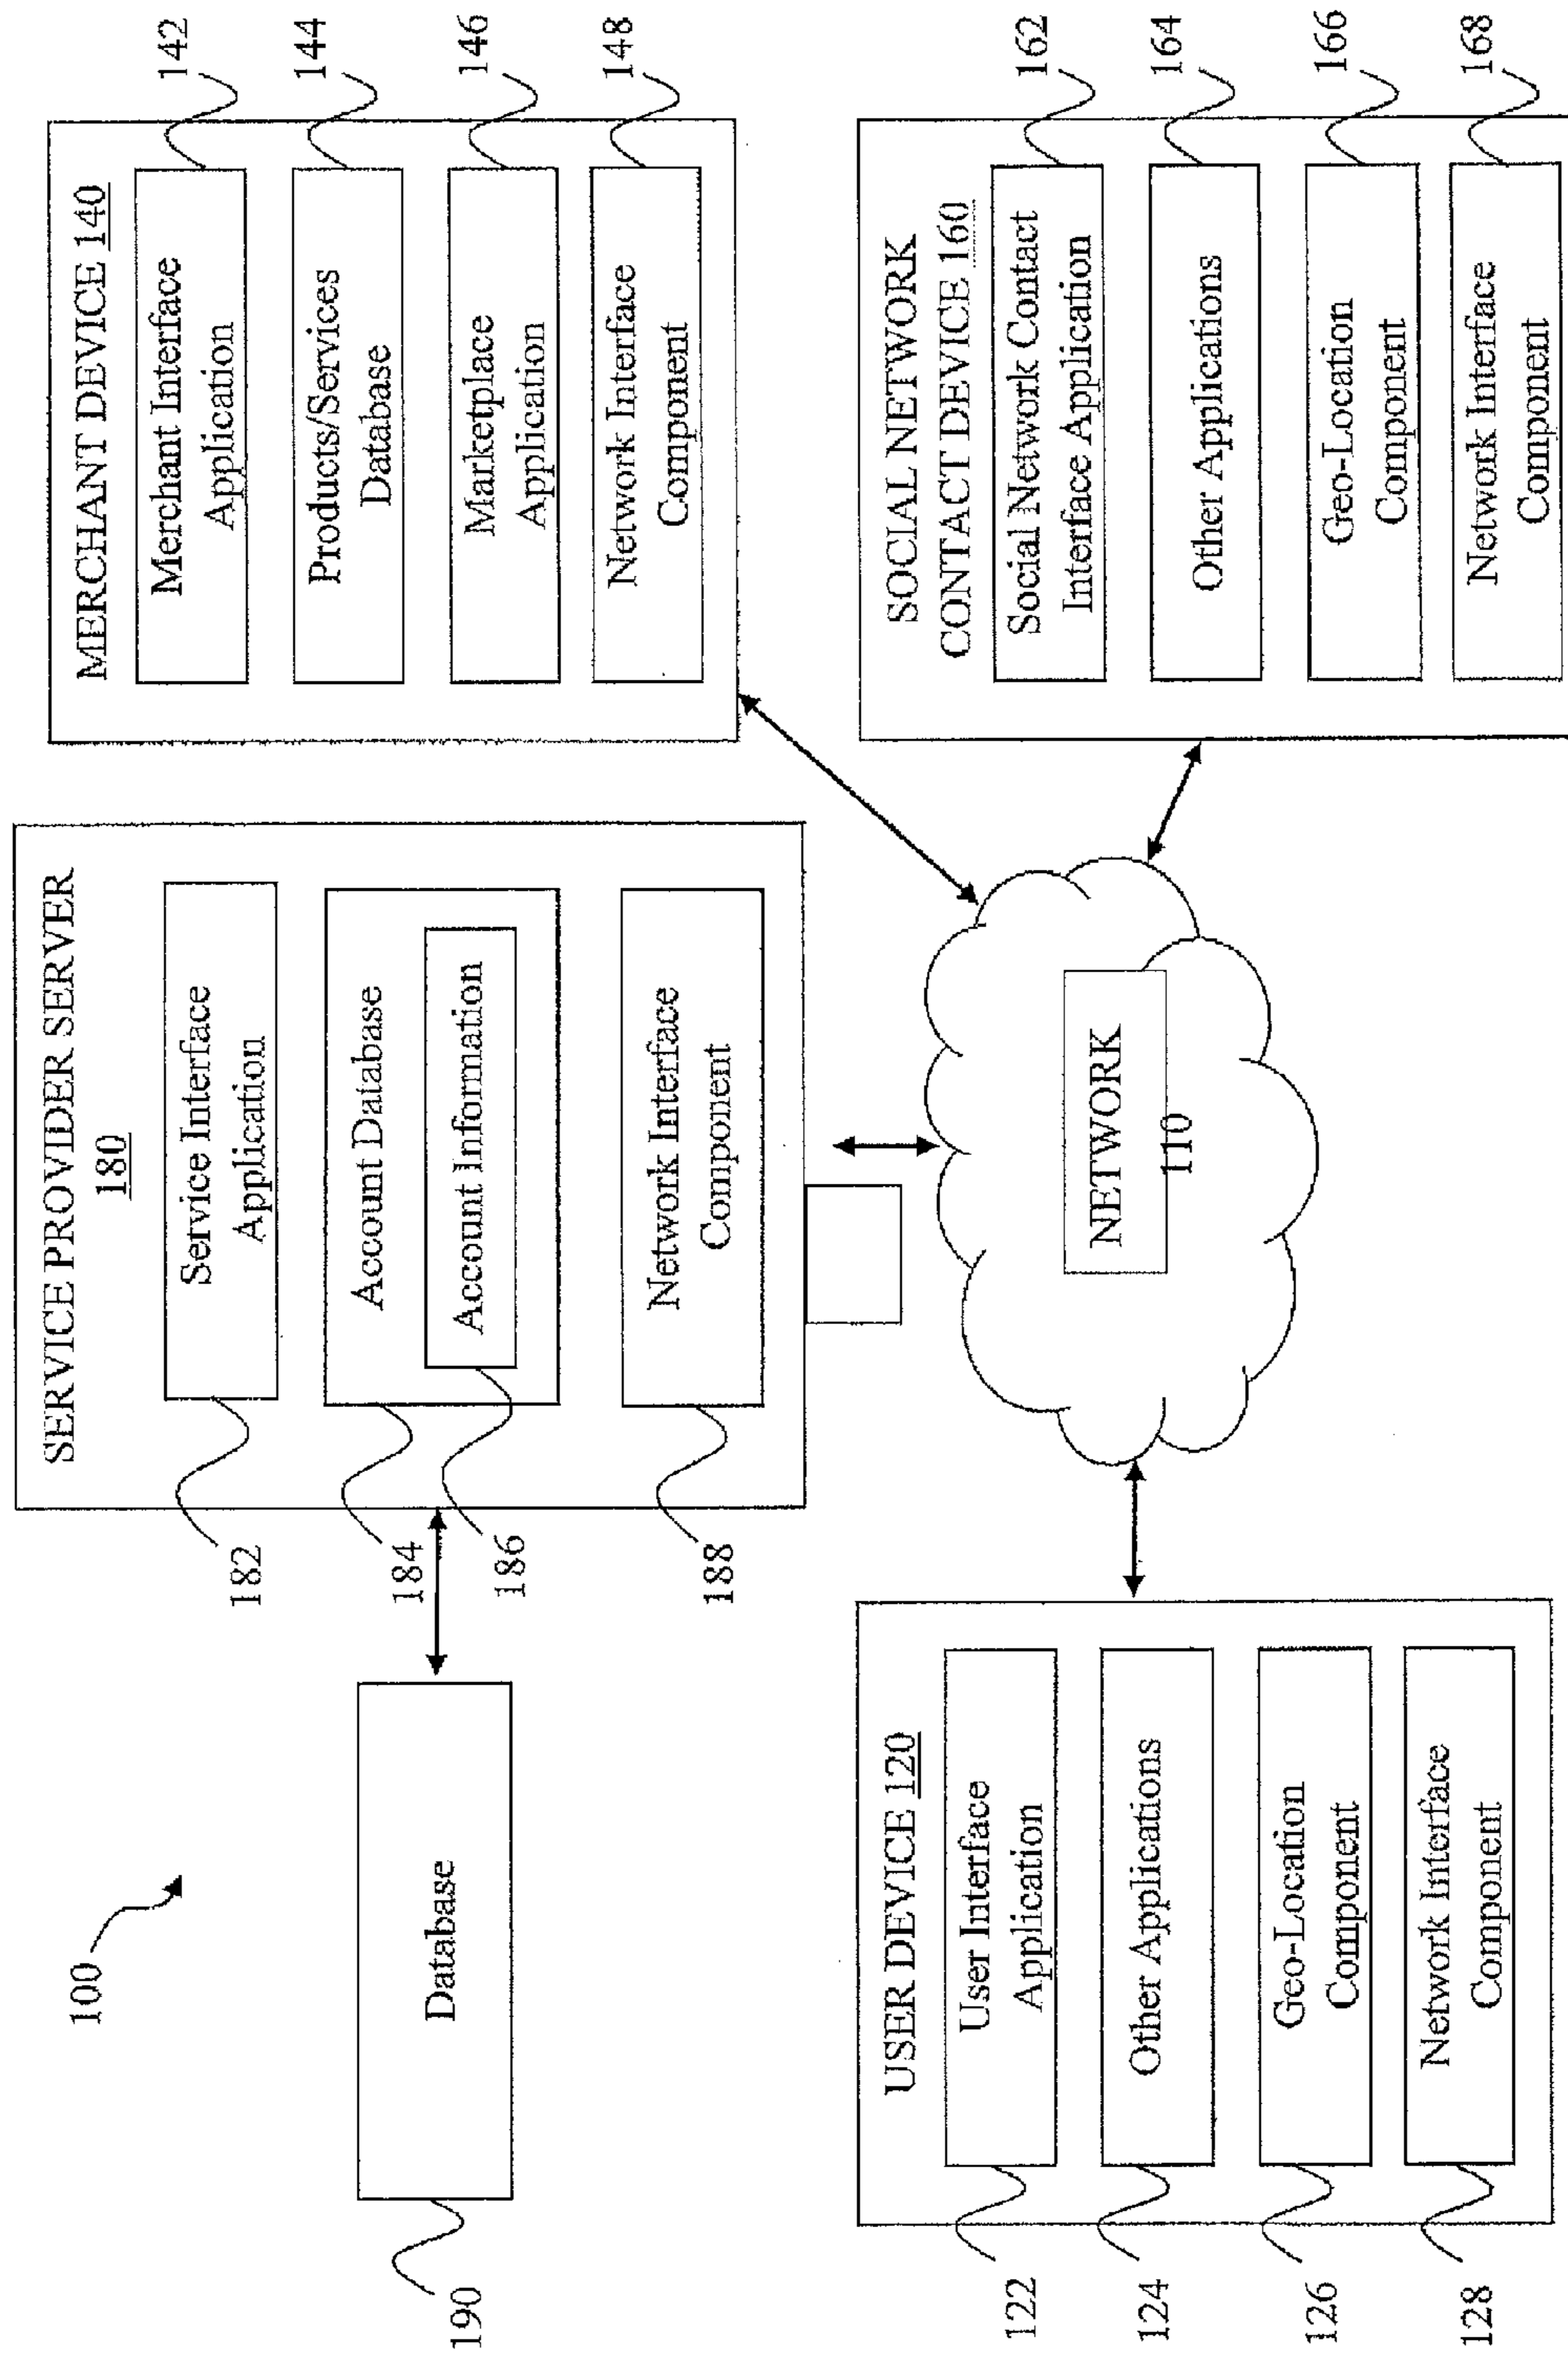 100
190
Database
SERVICE PROVIDER SERVER
180
182
Service Interface
Application
184
Account Database
186
Account Information
188
Network Interface
Component
MERCHANT DEVICE 140
Merchant Interface
Application
142
Products/Services
Database
144
Marketplace
Application
146
Network Interface
Component
148
USER DEVICE 120
122
User Interface
Application
124
Other Applications
126
Geo-Location
Component
128
Network Interface
Component
NETWORK
110
SOCIAL NETWORK
CONTACT DEVICE 160
Social Network Contact
Interface Application
162
Other Applications
164
Geo-Location
Component
166
Network Interface
Component
168